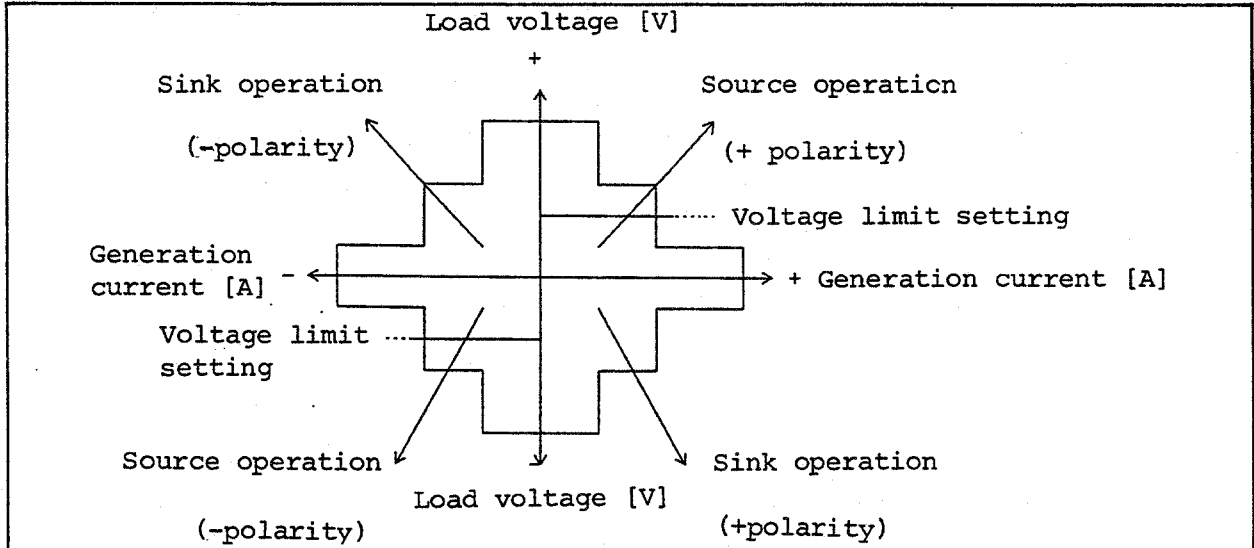 Load voltage [V]
+
Sink operation
Source operation
(-polarity)
(+ polarity)
Voltage limit setting
Generation
current [A]
-
+ Generation current [A]
Voltage limit
setting
Source operation
Sink operation
Load voltage [V]
(-polarity)
(+polarity)